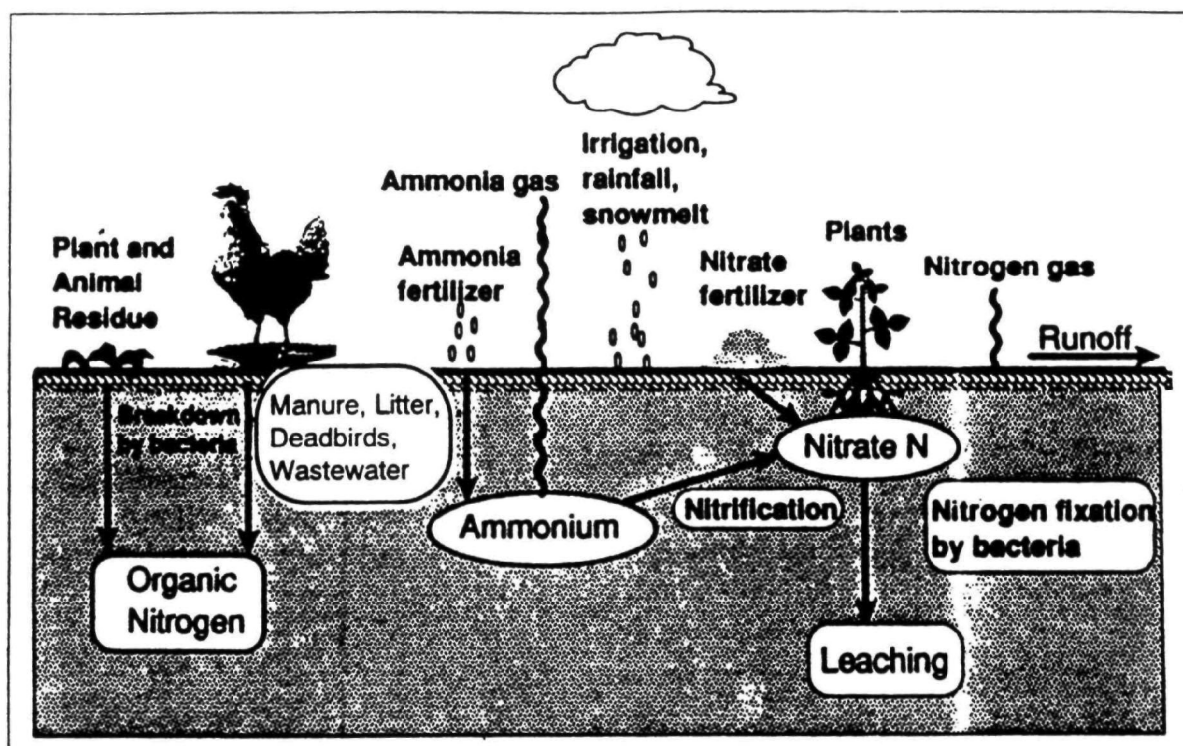 Irrigation,
rainfall,
snowmelt
Ammonia gas
Plant and
Animal
Residue
Ammonia
fertilizer
Nitrate
fertilizer
Plants
Nitrogen gas
Runoff
Breakdown
by bacteria
Manure, Litter,
Deadbirds,
Wastewater
Nitrate N
Ammonium
Nitrification
Nitrogen fixation
by bacteria
Organic
Nitrogen
Leaching